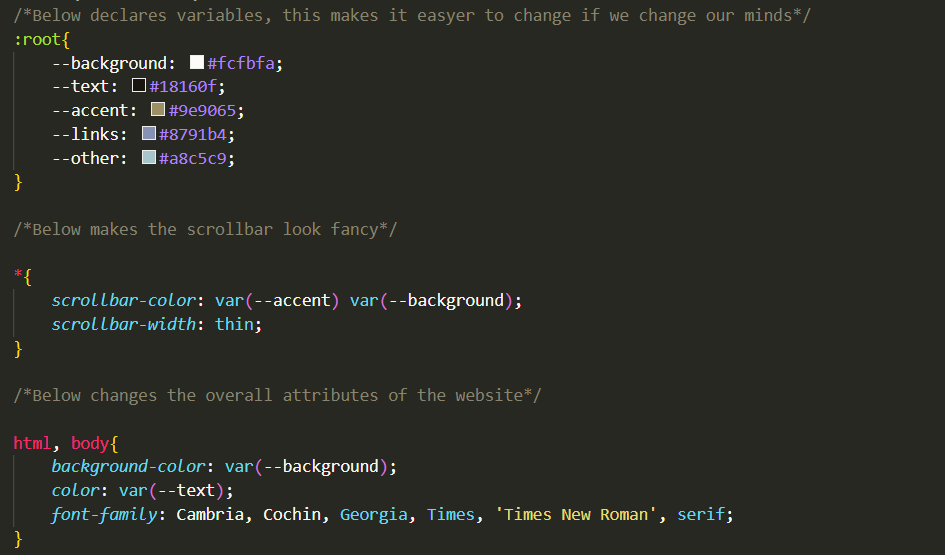 /*Below declares variables, this makes it easyer to change if we change our minds*/
:root{
    --background: #fcfbfa;
    --text: #18160f;
    --accent: #9e9065;
    --links: #8791b4;
    --other: #a8c5c9;
}

/*Below makes the scrollbar look fancy*/

*{
    scrollbar-color: var(--accent) var(--background);
    scrollbar-width: thin;
}

/*Below changes the overall attributes of the website*/

html, body{
    background-color: var(--background);
    color: var(--text);
    font-family: Cambria, Cochin, Georgia, Times, 'Times New Roman', serif;
}